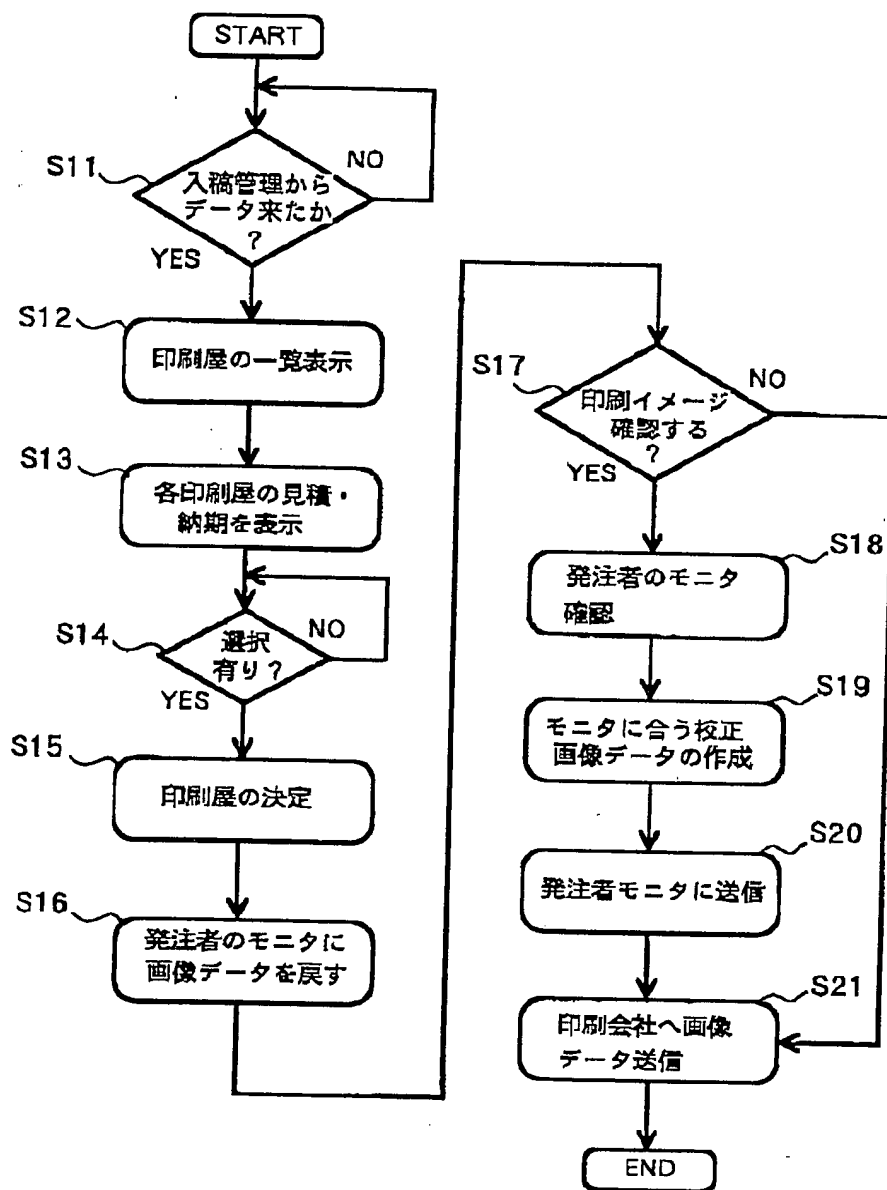 START
S11
入稿管理から
データ来たか
?
NO
YES
S12
印刷屋の一覧表示
S13
各印刷屋の見積・
納期を表示
S14
選択
有り?
NO
YES
S15
印刷屋の決定
S16
発注者のモニタに
画像データを戻す
S17
印刷イメージ
確認する
?
NO
YES
S18
発注者のモニタ
確認
S19
モニタに合う校正
画像データの作成
S20
発注者モニタに送信
S21
印刷会社へ画像
データ送信
END